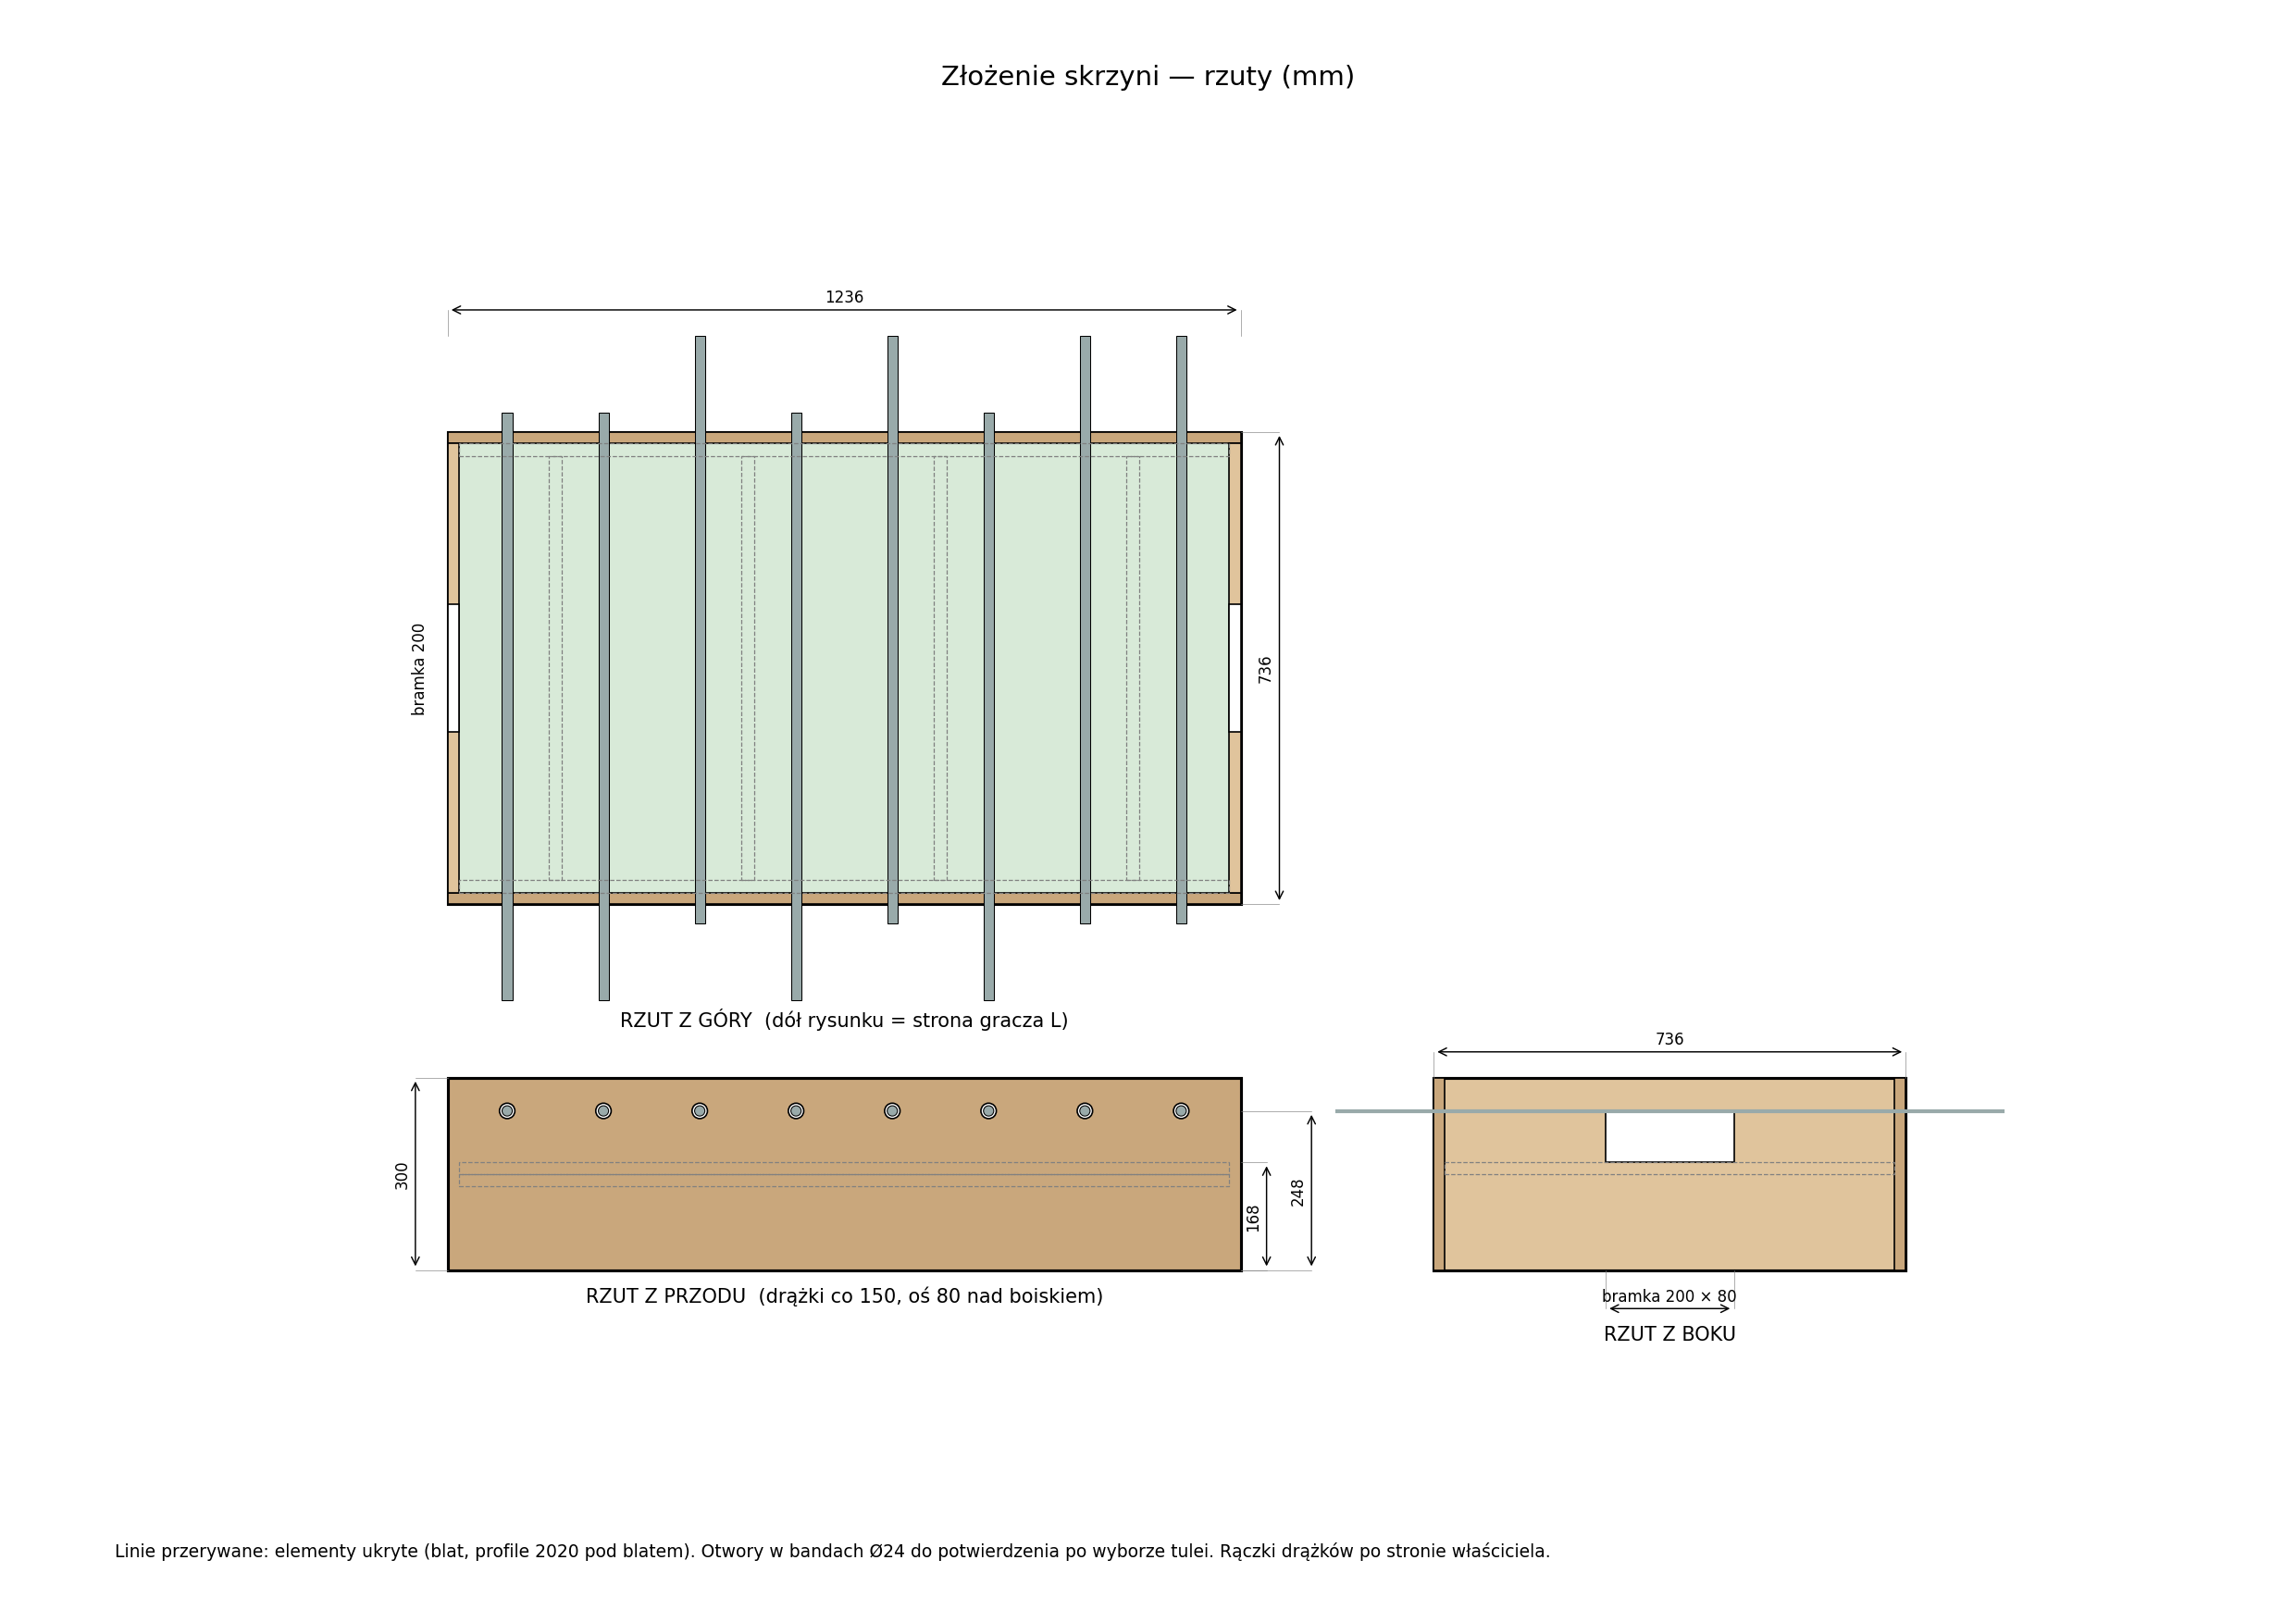 Złożenie skrzyni — rzuty (mm)
1236
bramka 200
736
RZUT Z GÓRY  (dół rysunku = strona gracza L)
736
300
168
248
RZUT Z PRZODU  (drążki co 150, oś 80 nad boiskiem)
bramka 200 × 80
RZUT Z BOKU
Linie przerywane: elementy ukryte (blat, profile 2020 pod blatem). Otwory w bandach Ø24 do potwierdzenia po wyborze tulei. Rączki drążków po stronie właściciela.